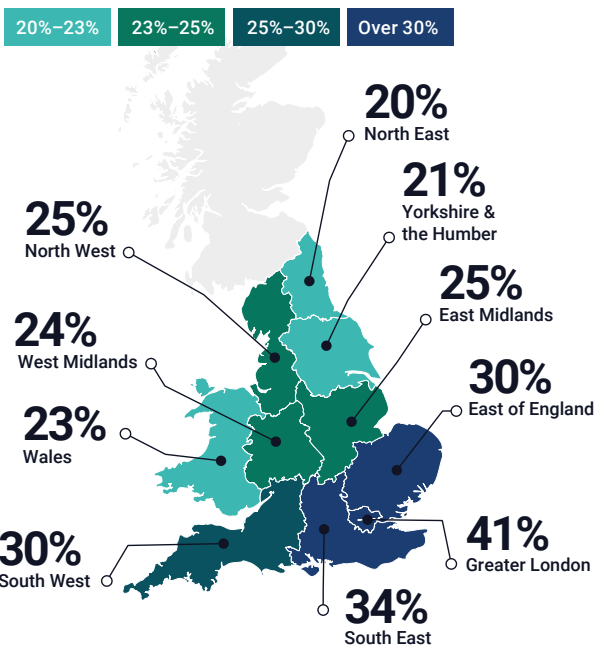 20%–23%
23%–25%
25%–30%
Over 30%
20%
North East
21%
Yorkshire &
the Humber
25%
North West
25%
East Midlands
24%
West Midlands
30%
East of England
23%
Wales
41%
Greater London
30%
South West
34%
South East